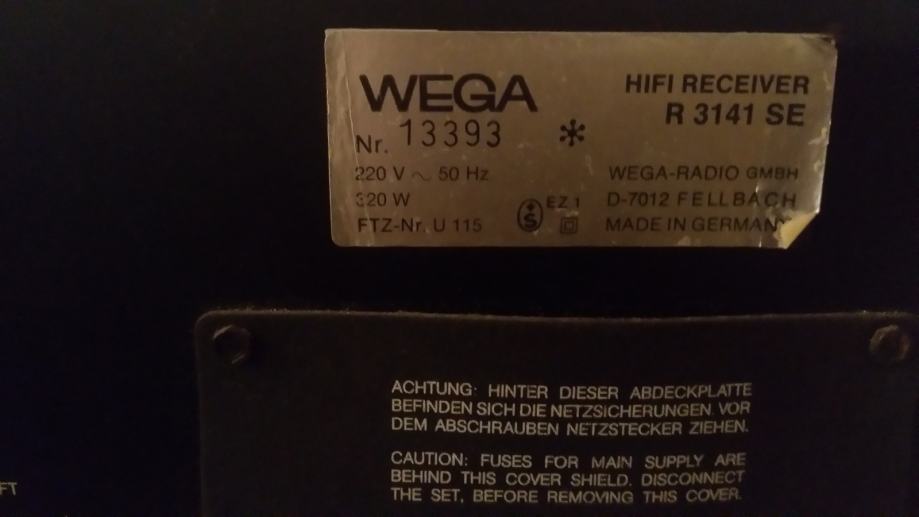 WEGA
Nr. 13393
220 V ~ 50 Hz
320 W
FTZ-Nr. U 115
S
EZ 1
HIFI RECEIVER
R 3141 SE
WEGA-RADIO GMBH
D-7012 FELLBACH
MADE IN GERMANY
ACHTUNG: HINTER DIESER ABDECKPLATTE
BEFINDEN SICH DIE NETZSICHERUNGEN. VOR
DEM ABSCHRAUBEN NETZSTECKER ZIEHEN.
CAUTION: FUSES FOR MAIN SUPPLY ARE
BEHIND THIS COVER SHIELD. DISCONNECT
THE SET, BEFORE REMOVING THIS COVER.
FT